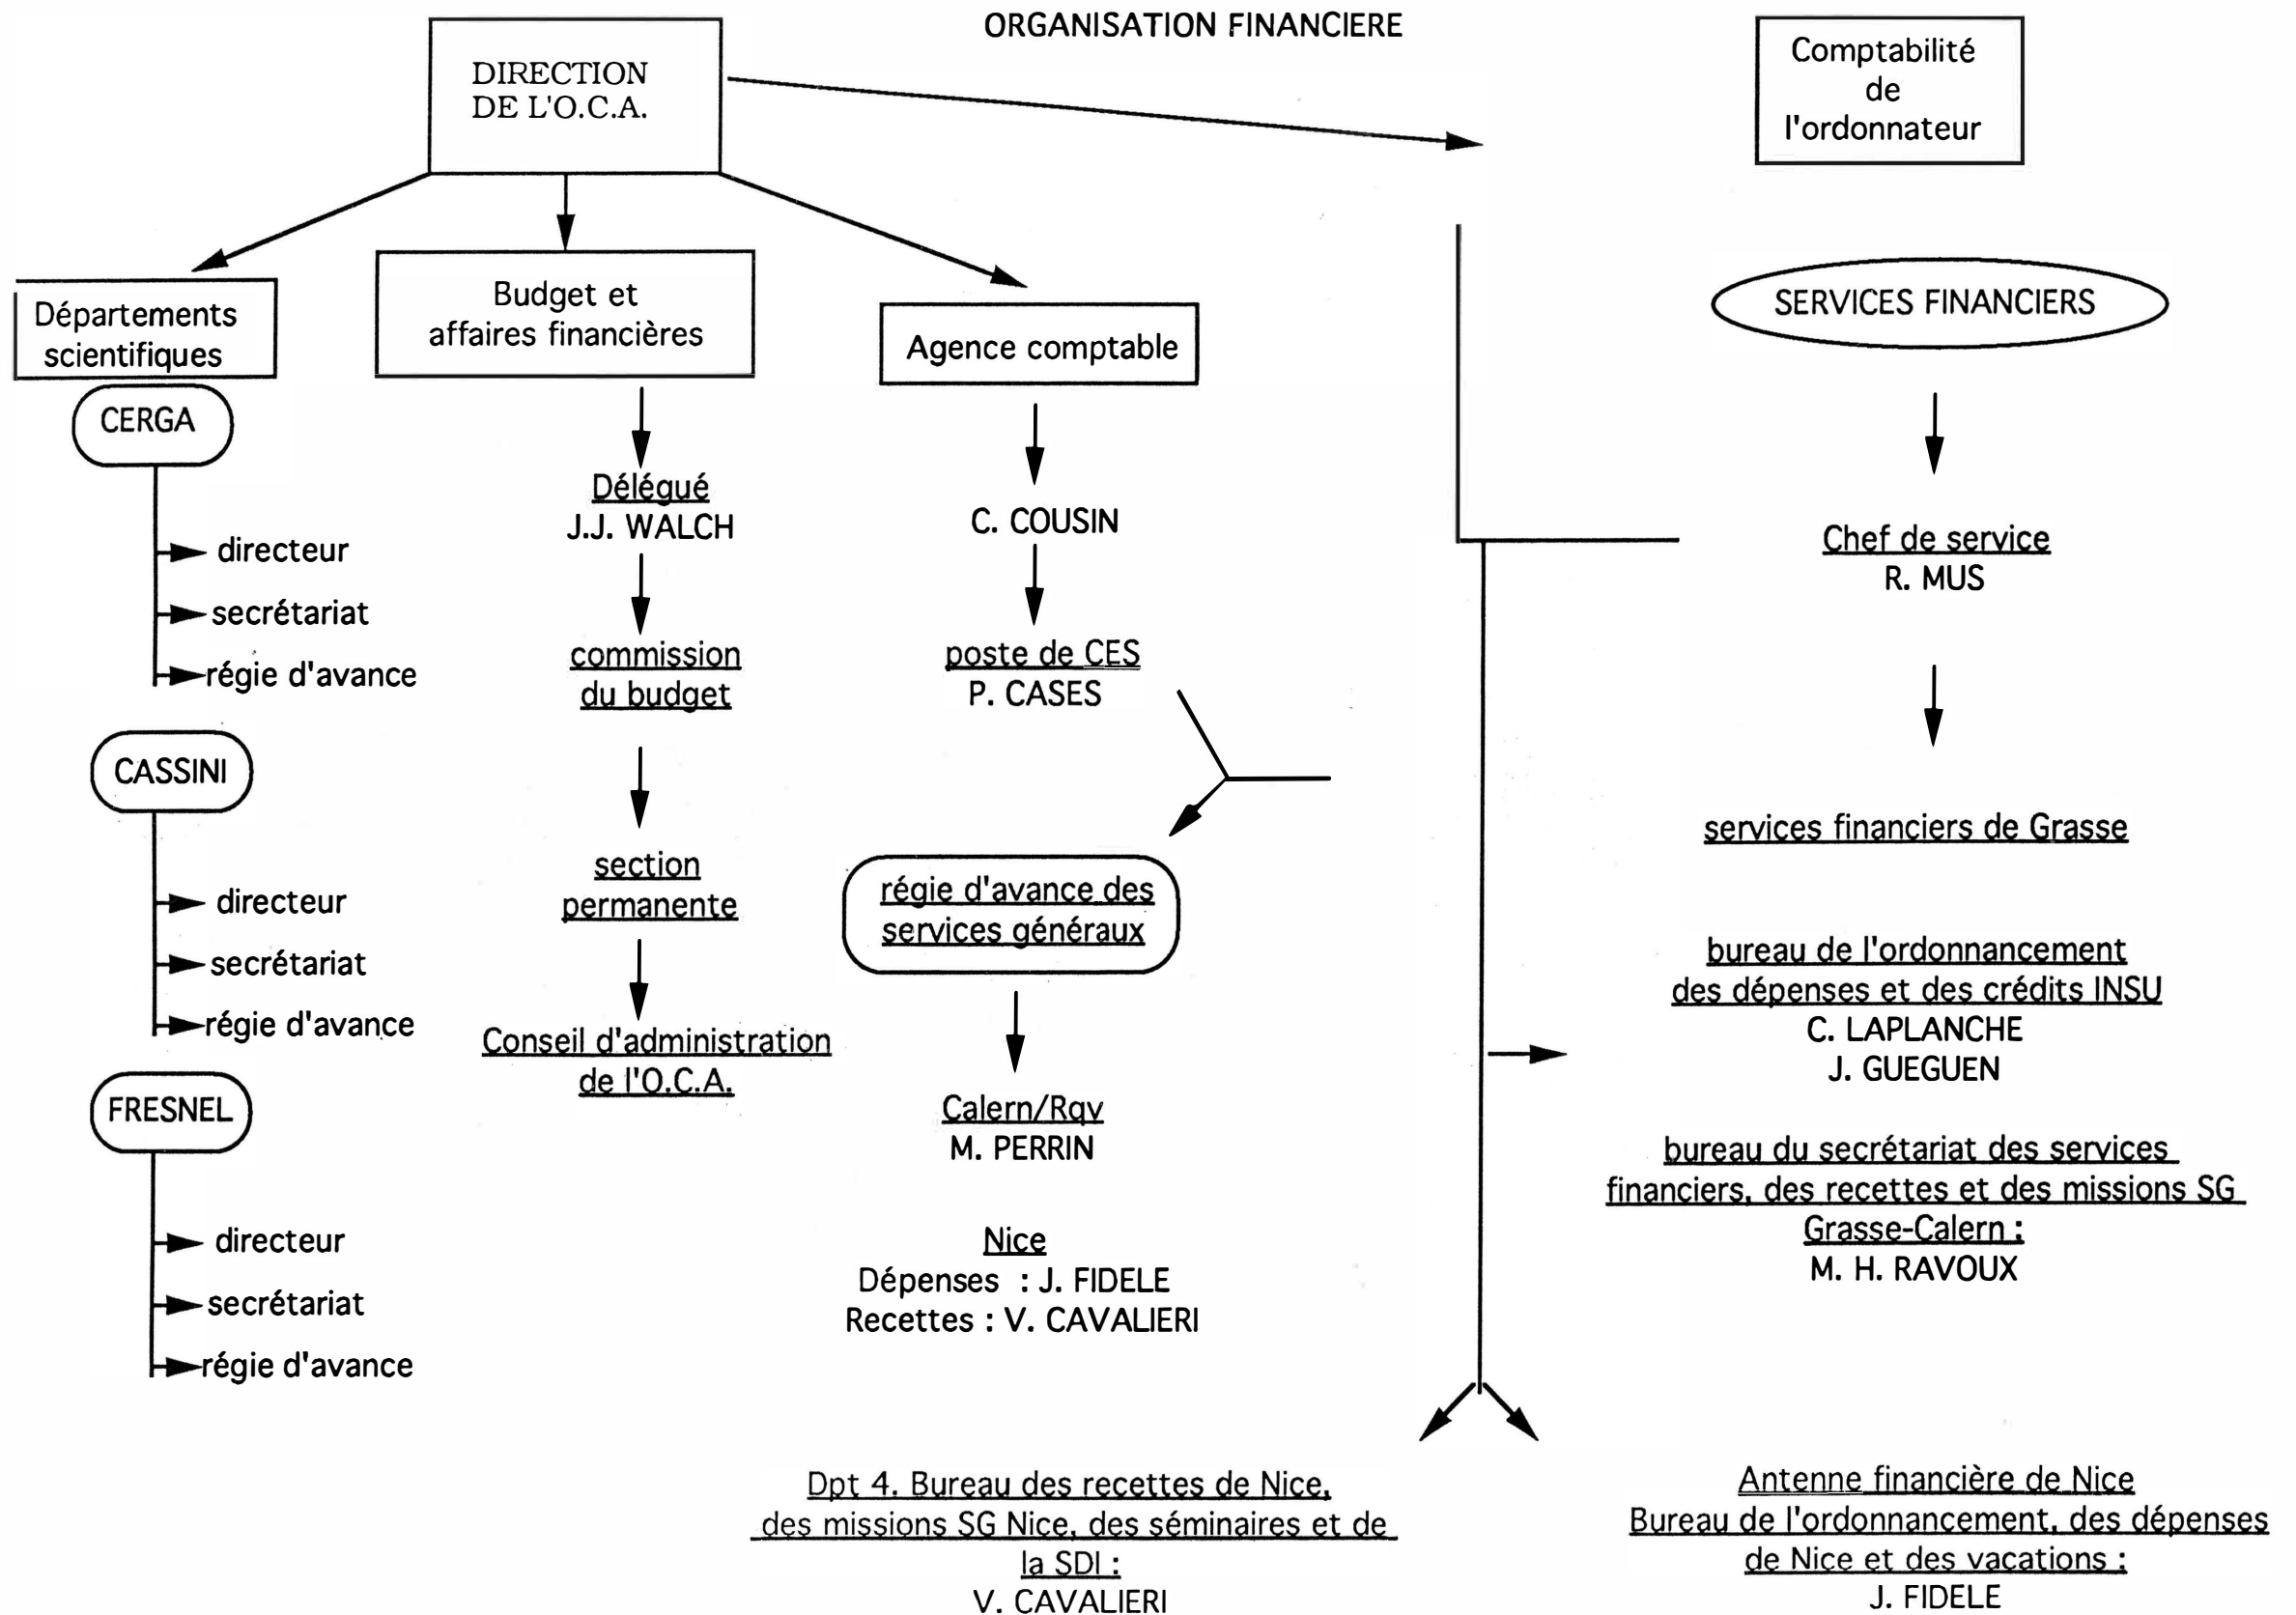 ORGANISATION FINANCIERE
DIRECTION
DE L'O.C.A.
Comptabilité
de
l'ordonnateur
Départements
scientifiques
CERGA
directeur
secrétariat
régie d'avance
CASSINI
directeur
secrétariat
régie d'avance
FRESNEL
directeur
secrétariat
régie d'avance
Budget et
affaires financières
Délégué
J.J. WALCH
commission
du budget
section
permanente
Conseil d'administration
de l'O.C.A.
Agence comptable
C. COUSIN
poste de CES
P. CASES
régie d'avance des
services généraux
Calern/Rqv
M. PERRIN
Nice
Dépenses : J. FIDELE
Recettes : V. CAVALIERI
SERVICES FINANCIERS
Chef de service
R. MUS
services financiers de Grasse
bureau de l'ordonnancement
des dépenses et des crédits INSU
C. LAPLANCHE
J. GUEGUEN
bureau du secrétariat des services
financiers, des recettes et des missions SG
Grasse-Calern :
M. H. RAVOUX
Dpt 4. Bureau des recettes de Nice,
des missions SG Nice, des séminaires et de
la SDI :
V. CAVALIERI
Antenne financière de Nice
Bureau de l'ordonnancement, des dépenses
de Nice et des vacations :
J. FIDELE